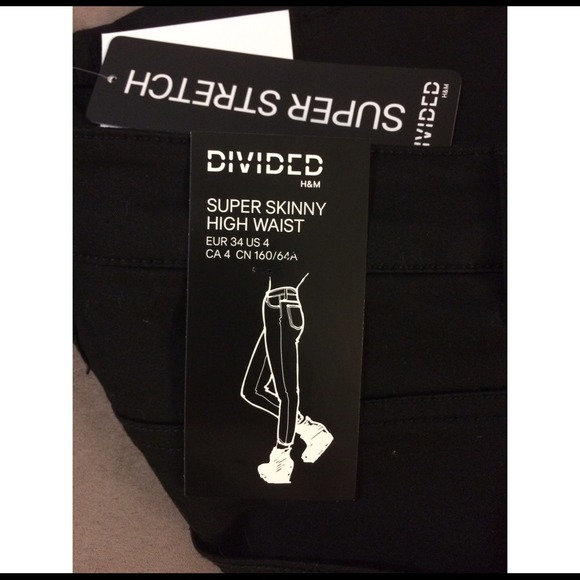 SUPER STRETCH
DIVIDED
H&M
DIVIDED
H&M
SUPER SKINNY
HIGH WAIST
EUR 34 US 4
CA 4 CN 160/64A